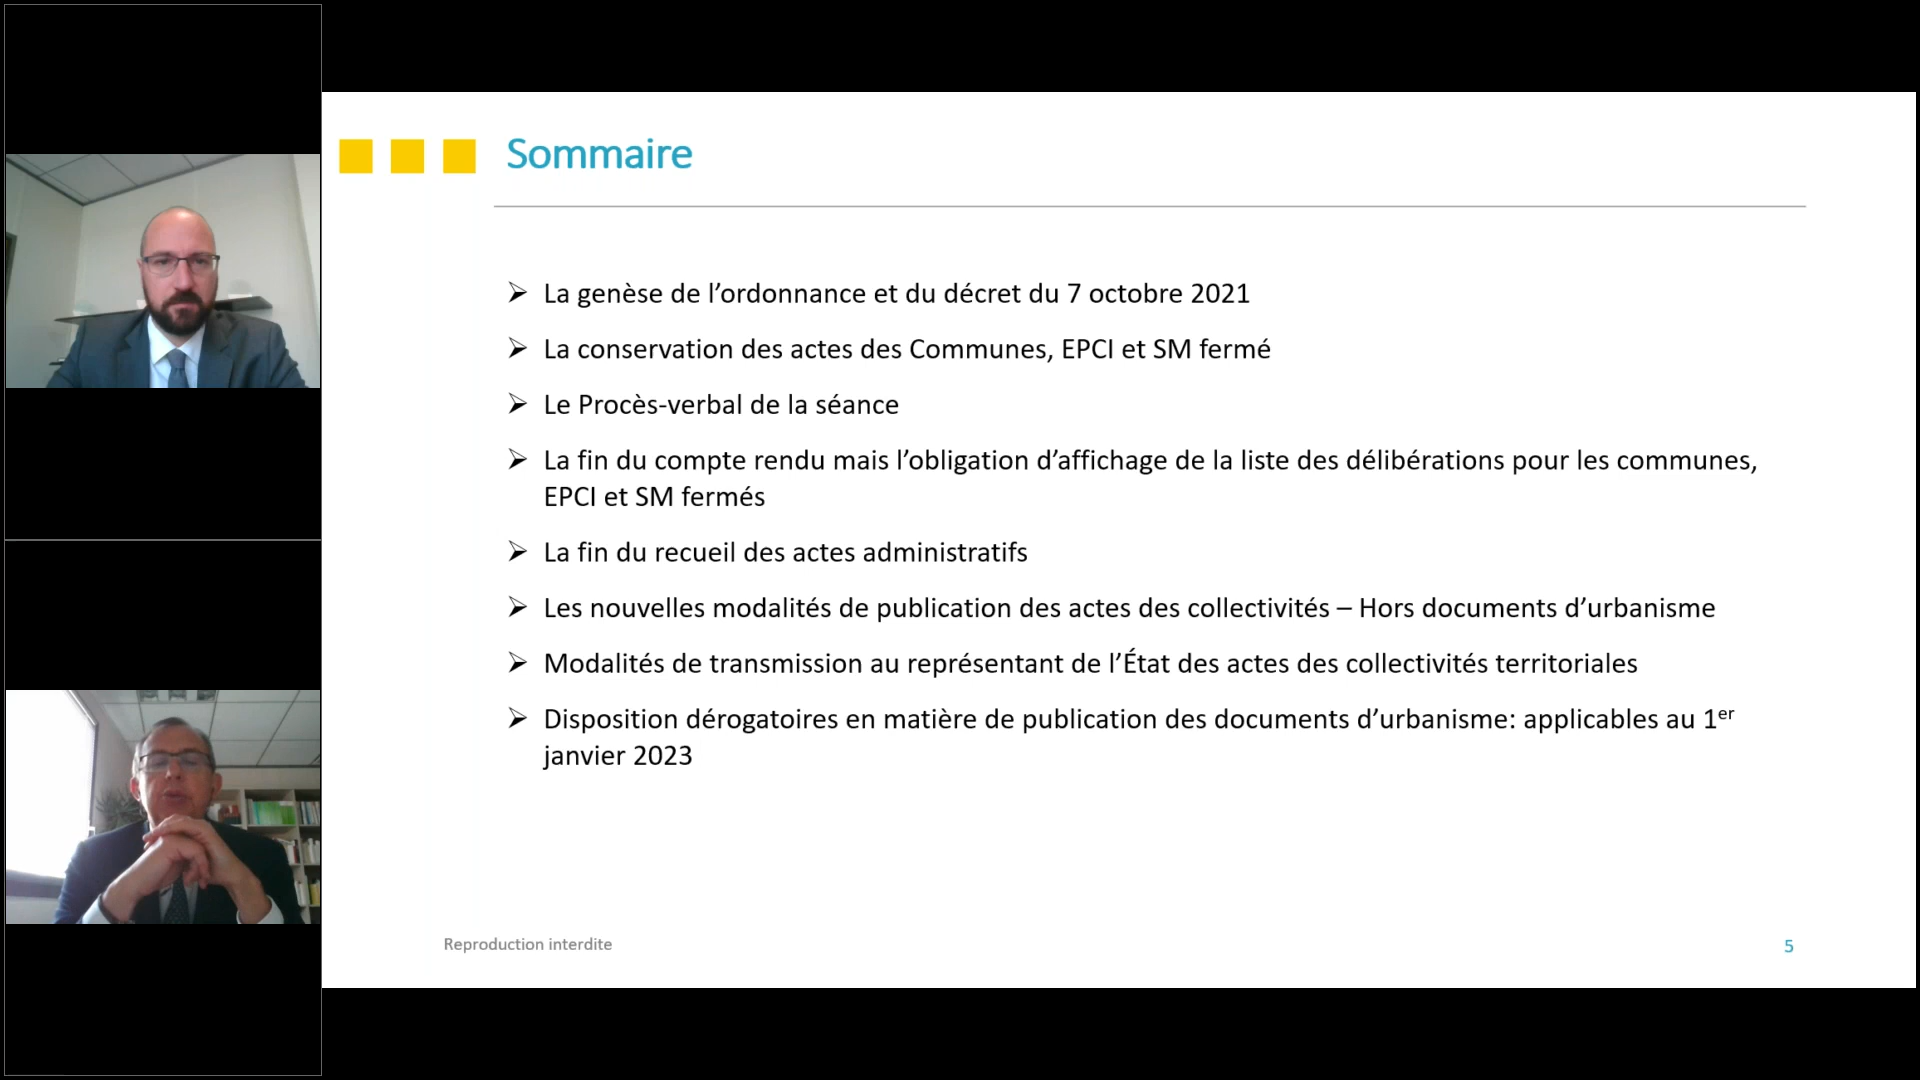 Sommaire
La genèse de l’ordonnance et du décret du 7 octobre 2021
La conservation des actes des Communes, EPCI et SM fermé
Le Procès-verbal de la séance
La fin du compte rendu mais l’obligation d’affichage de la liste des délibérations pour les communes,
EPCI et SM fermés
La fin du recueil des actes administratifs
Les nouvelles modalités de publication des actes des collectivités – Hors documents d’urbanisme
Modalités de transmission au représentant de l’État des actes des collectivités territoriales
Disposition dérogatoires en matière de publication des documents d’urbanisme: applicables au 1er
janvier 2023
Reproduction interdite
5